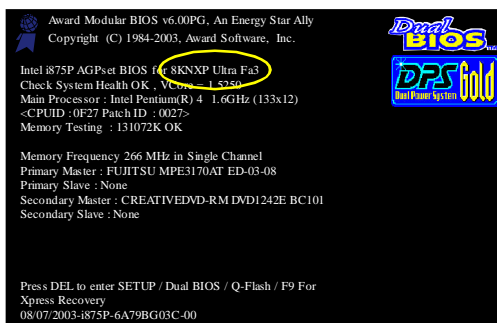 Award Modular BIOS v6.00PG, An Energy Star Ally
Copyright (C) 1984-2003, Award Software, Inc.
Dual
BIOS
Intel i875P AGPset BIOS for 8KNXP Ultra Fa3
Check System Health OK , VCore = 1.5250
DPS Gold
Dual Power System
Main Processor : Intel Pentium(R) 4 1.6GHz (133x12)
<CPUID : 0F27 Patch ID : 0027>
Memory Testing : 131072K OK
Memory Frequency 266 MHz in Single Channel
Primary Master : FUJITSU MPE3170AT ED-03-08
Primary Slave : None
Secondary Master : CREATIVEDVD-RM DVD1242E BC101
Secondary Slave : None
Press DEL to enter SETUP / Dual BIOS / Q-Flash / F9 For
Xpress Recovery
08/07/2003-i875P-6A79BG03C-00